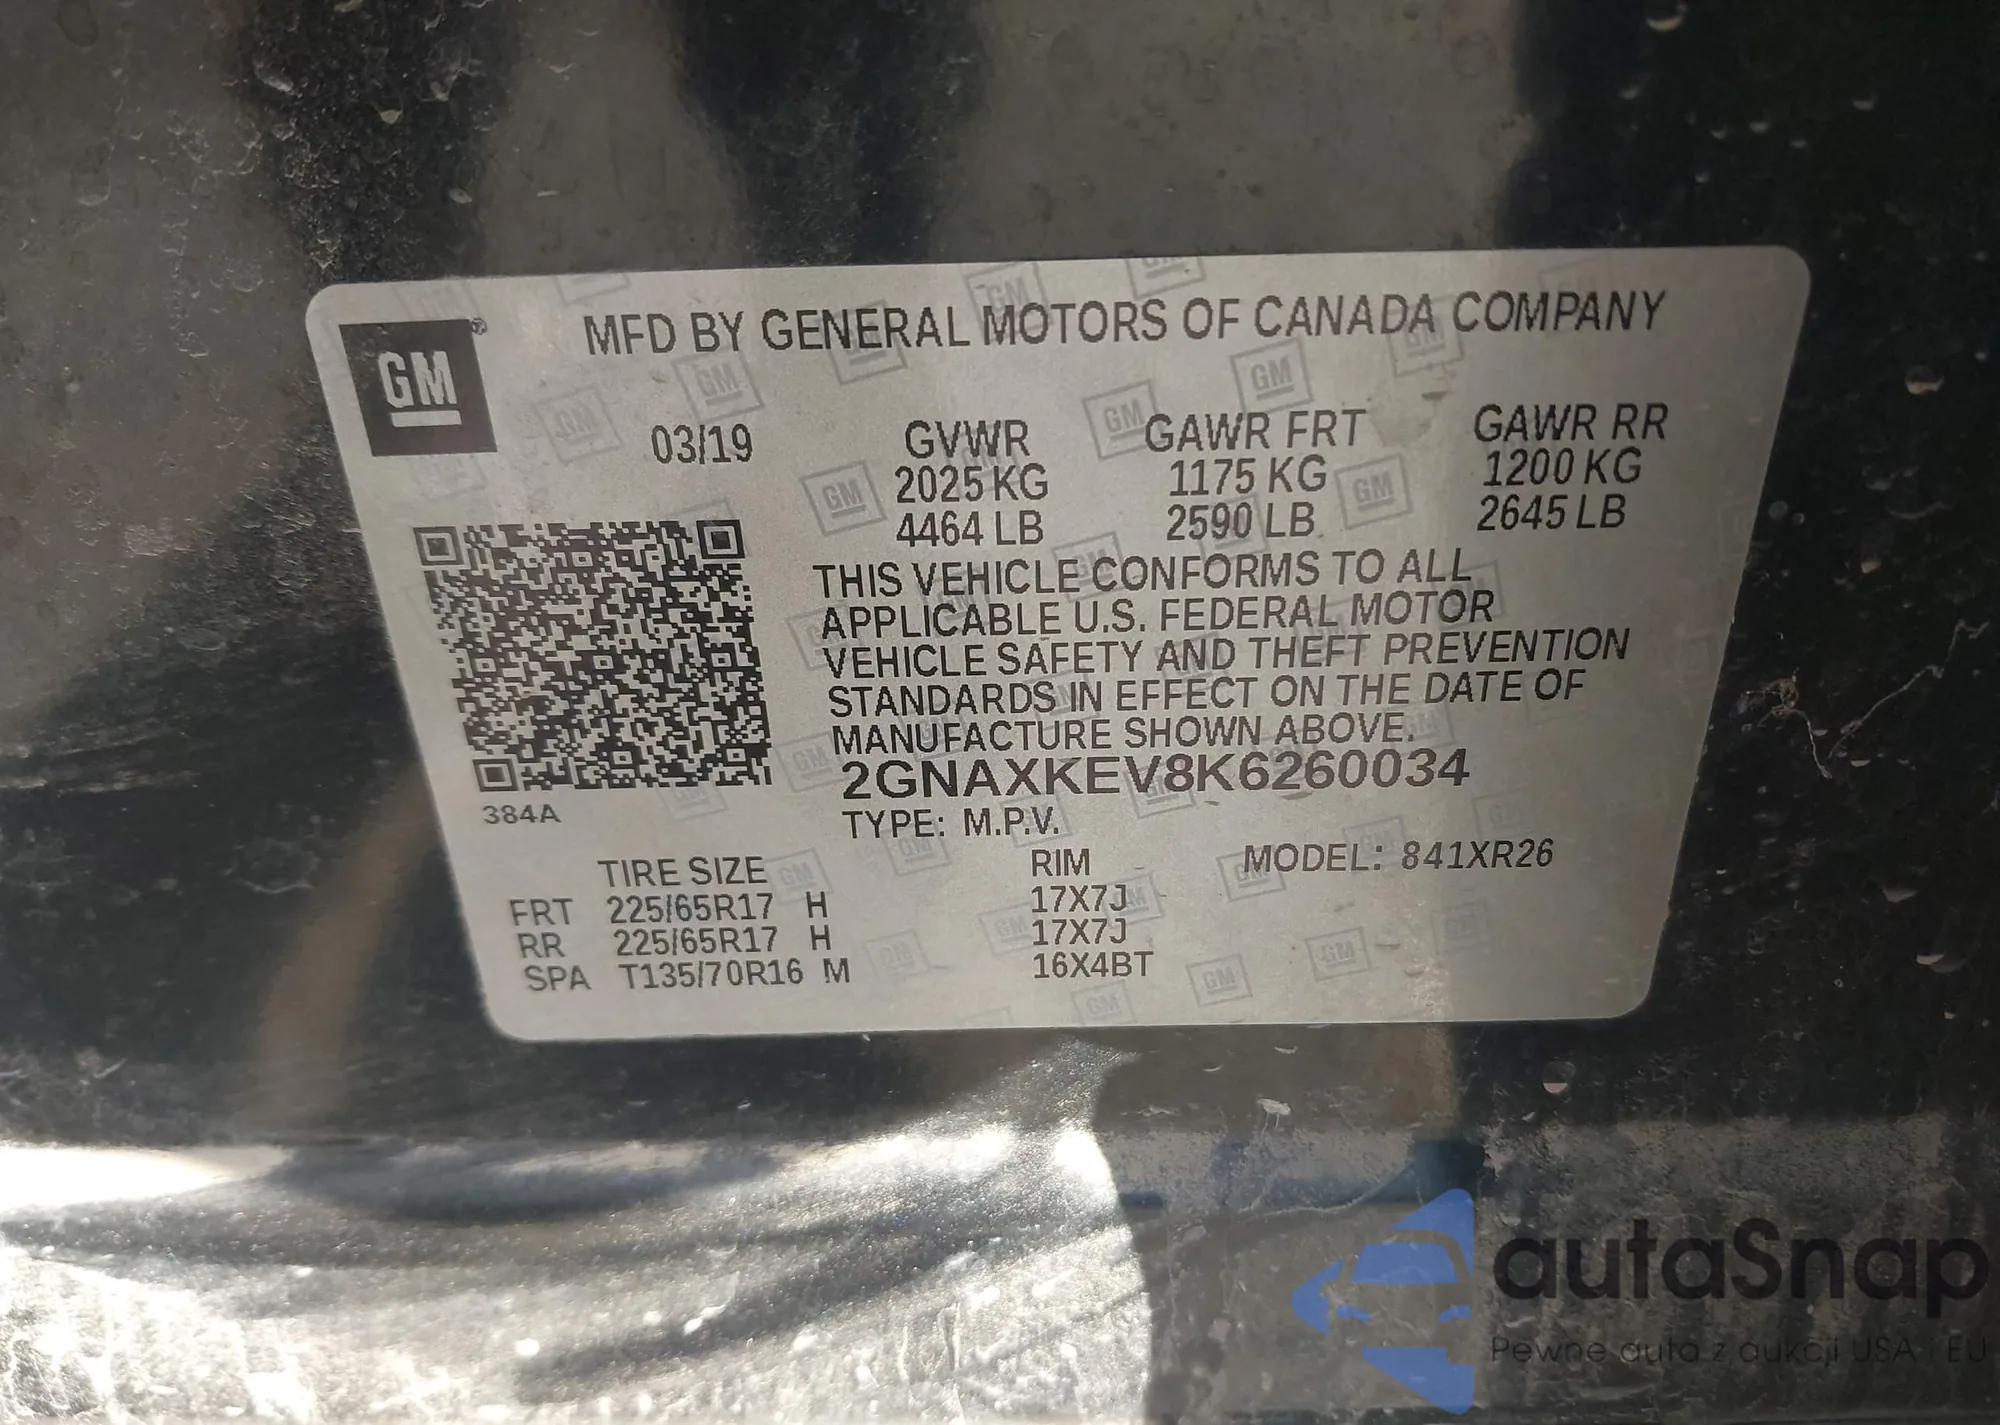 GM ®
MFD BY GENERAL MOTORS OF CANADA COMPANY
03/19 GVWR GAWR FRT GAWR RR
2025 KG 1175 KG 1200 KG
4464 LB 2590 LB 2645 LB
THIS VEHICLE CONFORMS TO ALL
APPLICABLE U.S. FEDERAL MOTOR
VEHICLE SAFETY AND THEFT PREVENTION
STANDARDS IN EFFECT ON THE DATE OF
MANUFACTURE SHOWN ABOVE.
2GNAXKEV8K6260034
384A
TYPE: M.P.V.
TIRE SIZE RIM MODEL: 841XR26
FRT 225/65R17 H 17X7J
RR 225/65R17 H 17X7J
SPA T135/70R16 M 16X4BT
autaSnap
Pewne auta z aukcji USA i EU